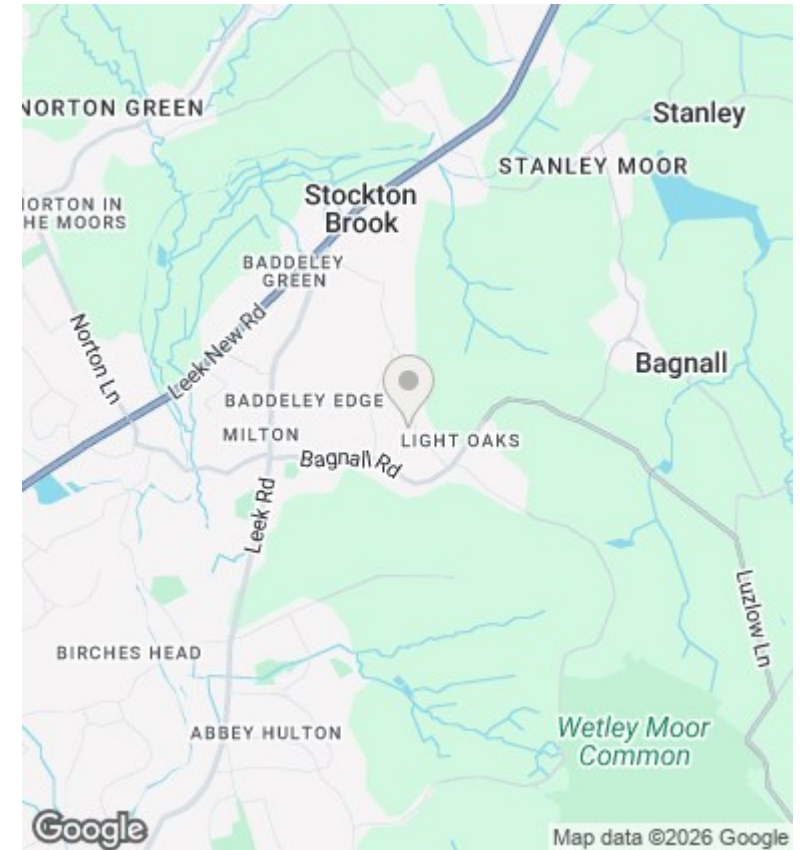 NORTON GREEN
Stanley
STANLEY MOOR
Stockton
Brook
NORTON IN
HE MOORS
BADDELEY
GREEN
Norton Ln
Leek New Rd
Bagnall
BADDELEY EDGE
MILTON
LIGHT OAKS
Bagnall Rd
Leek Rd
Luzlow Ln
BIRCHES HEAD
ABBEY HULTON
Wetley Moor
Common
Google
Map data ©2026 Google